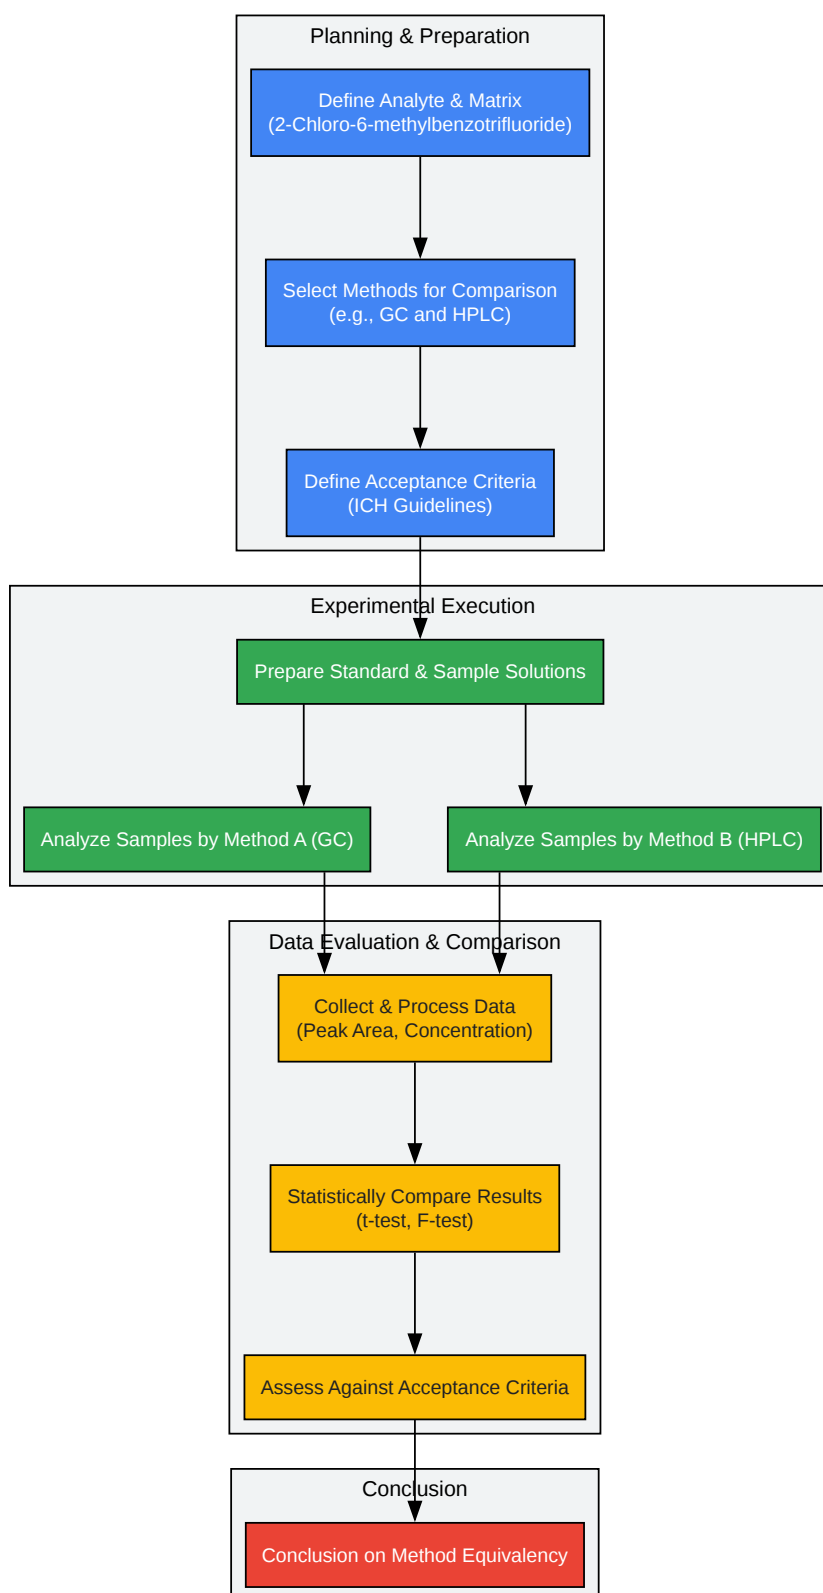 Planning & Preparation
Define Analyte & Matrix
(2-Chloro-6-methylbenzotrifluoride)
Select Methods for Comparison
(e.g., GC and HPLC)
Define Acceptance Criteria
(ICH Guidelines)
Experimental Execution
Prepare Standard & Sample Solutions
Analyze Samples by Method A (GC)
Analyze Samples by Method B (HPLC)
Data Evaluation & Comparison
Collect & Process Data
(Peak Area, Concentration)
Statistically Compare Results
(t-test, F-test)
Assess Against Acceptance Criteria
Conclusion
Conclusion on Method Equivalency